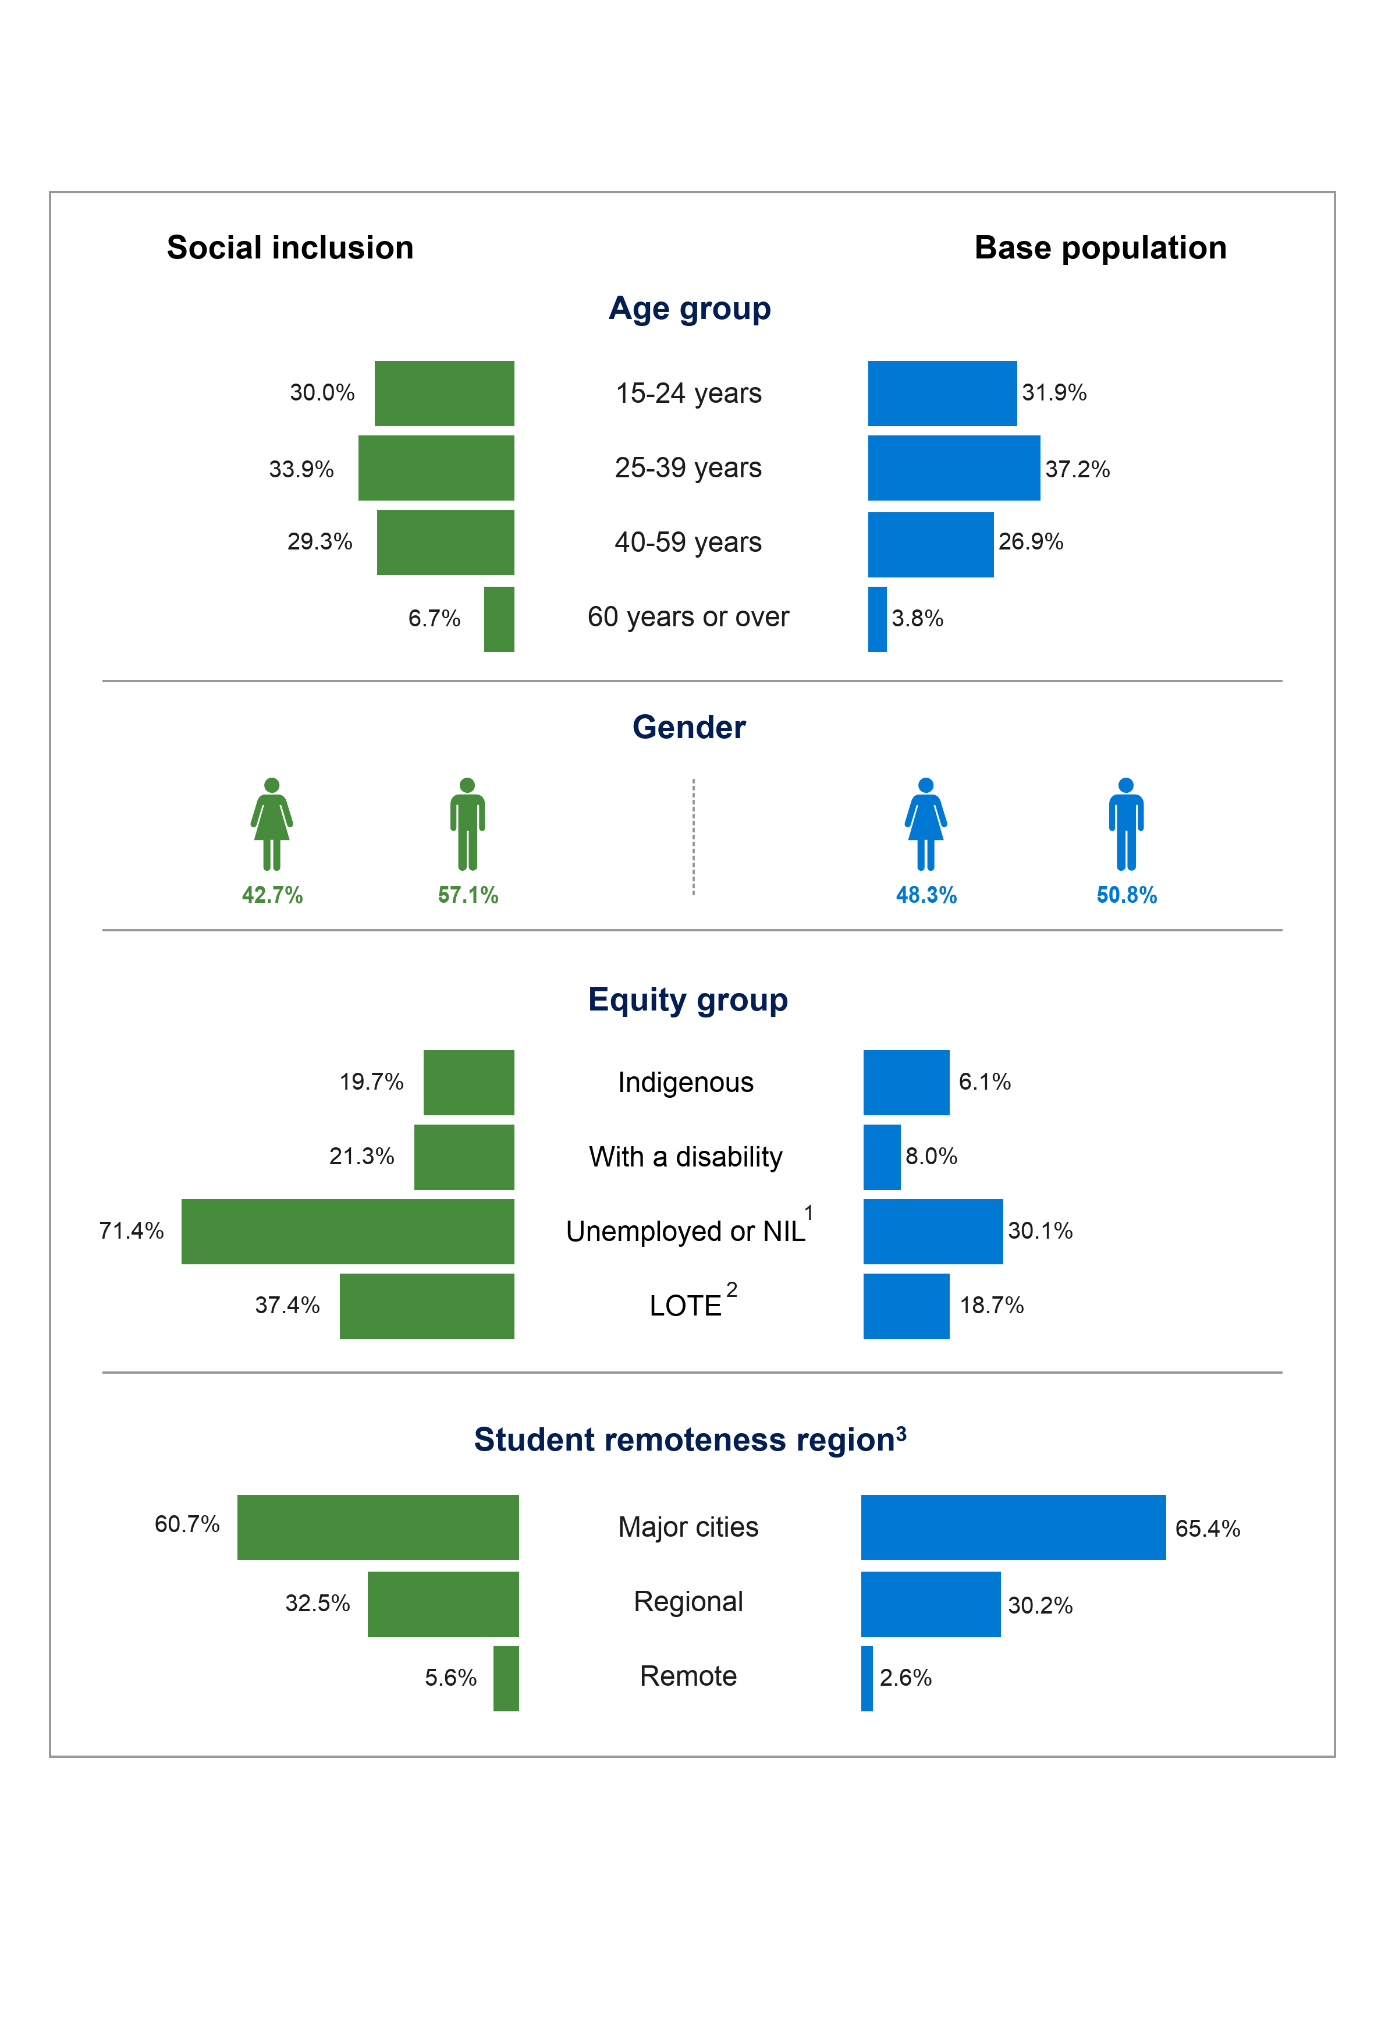 Social inclusion Base population
Age group
30.0% 15-24 years 31.9%
33.9% 25-39 years 37.2%
29.3% 40-59 years 26.9%
6.7% 60 years or over 3.8%
Gender
42.7% 57.1% 48.3% 50.8%
Equity group
19.7% Indigenous 6.1%
21.3% With a disability 8.0%
71.4% Unemployed or NIL1 30.1%
37.4% LOTE2 18.7%
Student remoteness region3
60.7% Major cities 65.4%
32.5% Regional 30.2%
5.6% Remote 2.6%